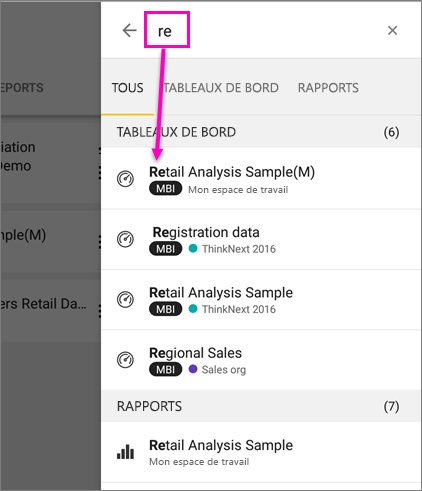 re
EPORTS
TOUS TABLEAUX DE BORD RAPPORTS
TABLEAUX DE BORD (6)
iation
Demo
Retail Analysis Sample(M)
MBI Mon espace de travail
nple(M)
Registration data
MBI ThinkNext 2016
Retail Analysis Sample
MBI ThinkNext 2016
ers Retail Da...
Regional Sales
MBI Sales org
RAPPORTS (7)
Retail Analysis Sample
Mon espace de travail